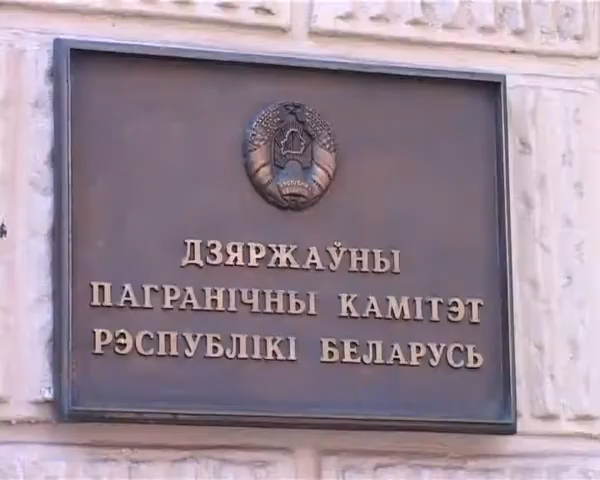 ДЗЯРЖАЎНЫ
ПАГРАНІЧНЫ КАМІТЭТ
РЭСПУБЛІКІ БЕЛАРУСЬ